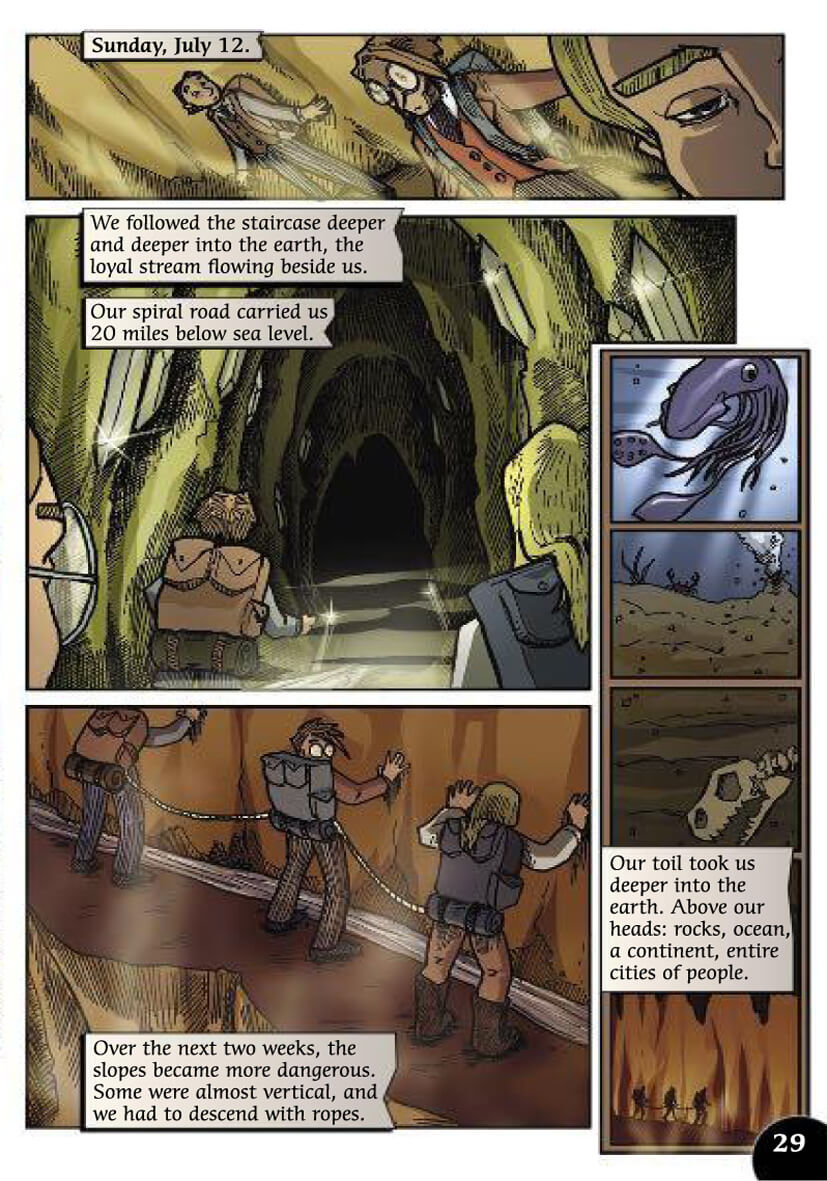 Sunday, July 12.
We followed the staircase deeper
and deeper into the earth, the
loyal stream flowing beside us.
Our spiral road carried us
20 miles below sea level.
Our toil took us
deeper into the
earth. Above our
heads: rocks, ocean,
a continent, entire
cities of people.
Over the next two weeks, the
slopes became more dangerous.
Some were almost vertical, and
we had to descend with ropes.
29